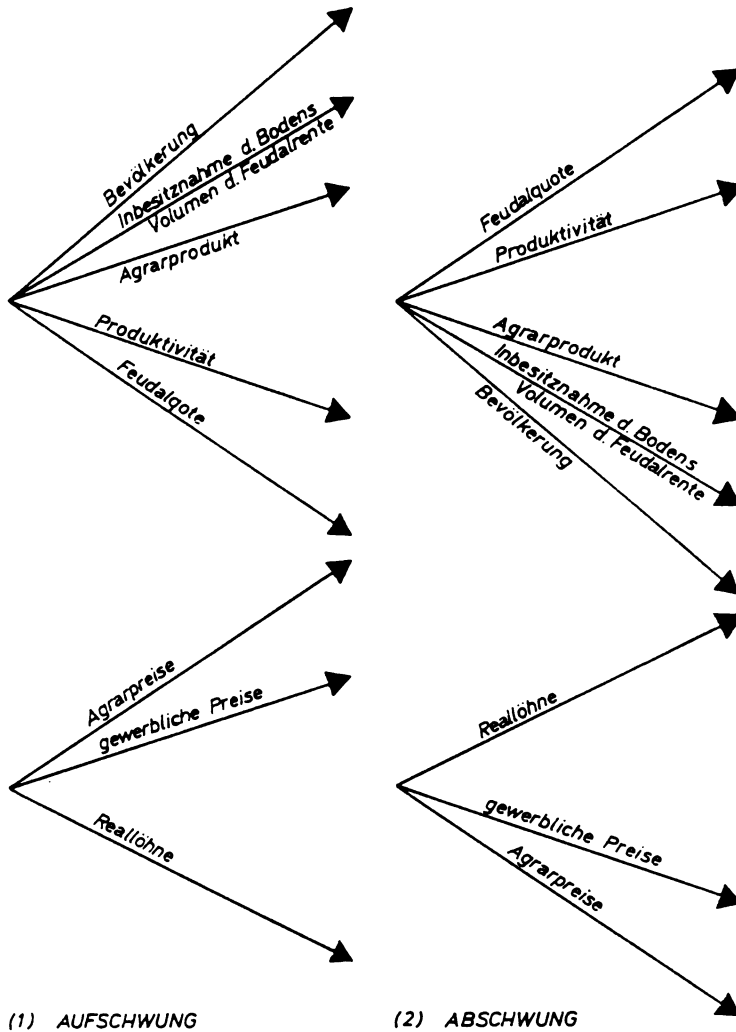 Bevölkerung
Inbesitznahme d. Bodens
Volumen d. Feudalrente
Agrarprodukt
Produktivität
Feudalqote
Agrarpreise
gewerbliche Preise
Reallöhne
(1) AUFSCHWUNG
Feudalquote
Produktivität
Agrarprodukt
Inbesitznahme d. Bodens
Volumen d. Feudalrente
Bevölkerung
Reallöhne
gewerbliche Preise
Agrarpreise
(2) ABSCHWUNG